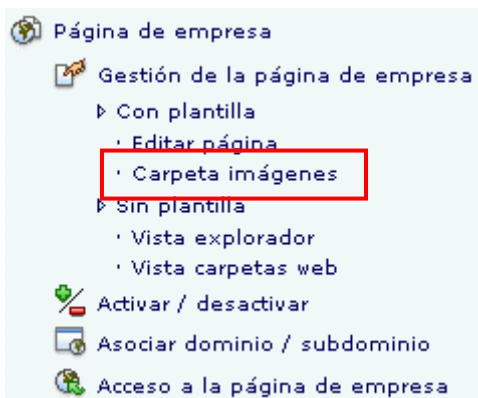 Página de empresa
Gestión de la página de empresa
Con plantilla
· Editar página
· Carpeta imágenes
Sin plantilla
· Vista explorador
· Vista carpetas web
Activar / desactivar
Asociar dominio / subdominio
Acceso a la página de empresa